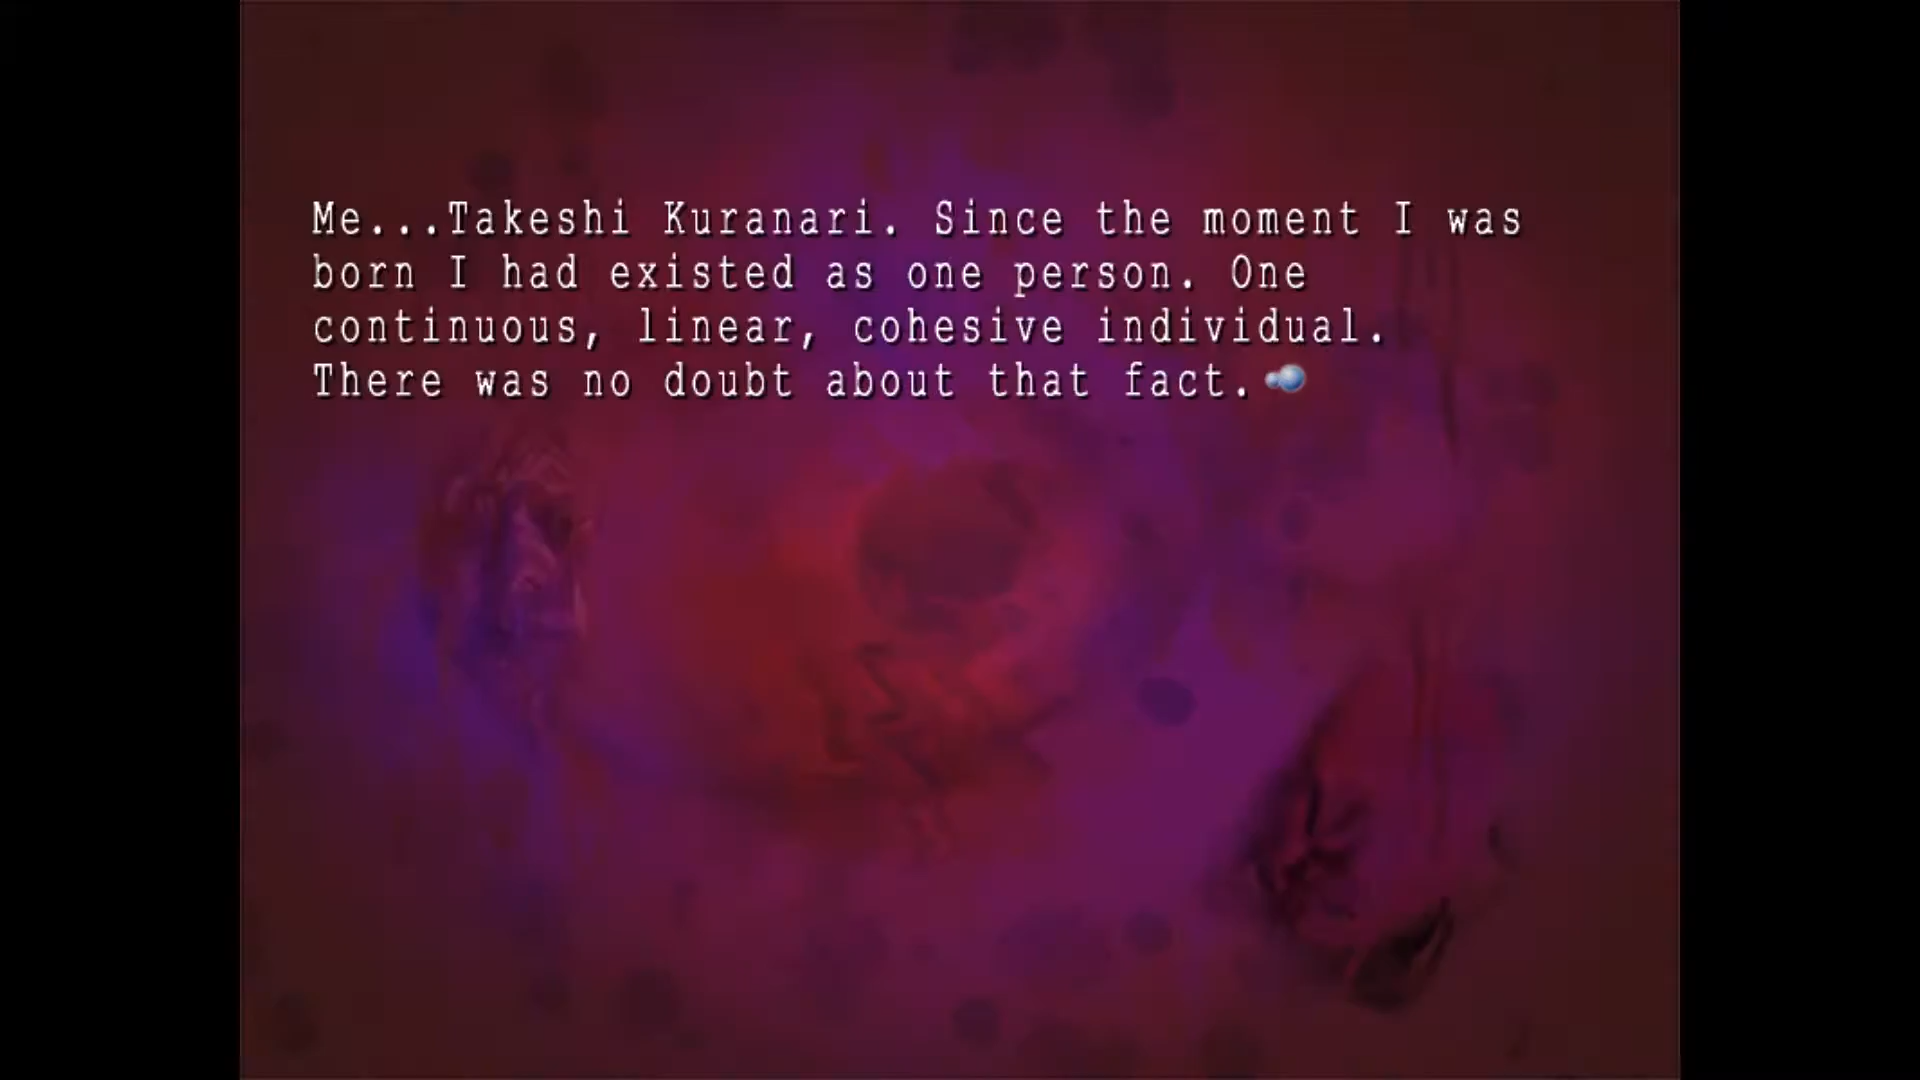 Me...Takeshi Kuranari. Since the moment I was
born I had existed as one person. One
continuous, linear, cohesive individual.
There was no doubt about that fact.